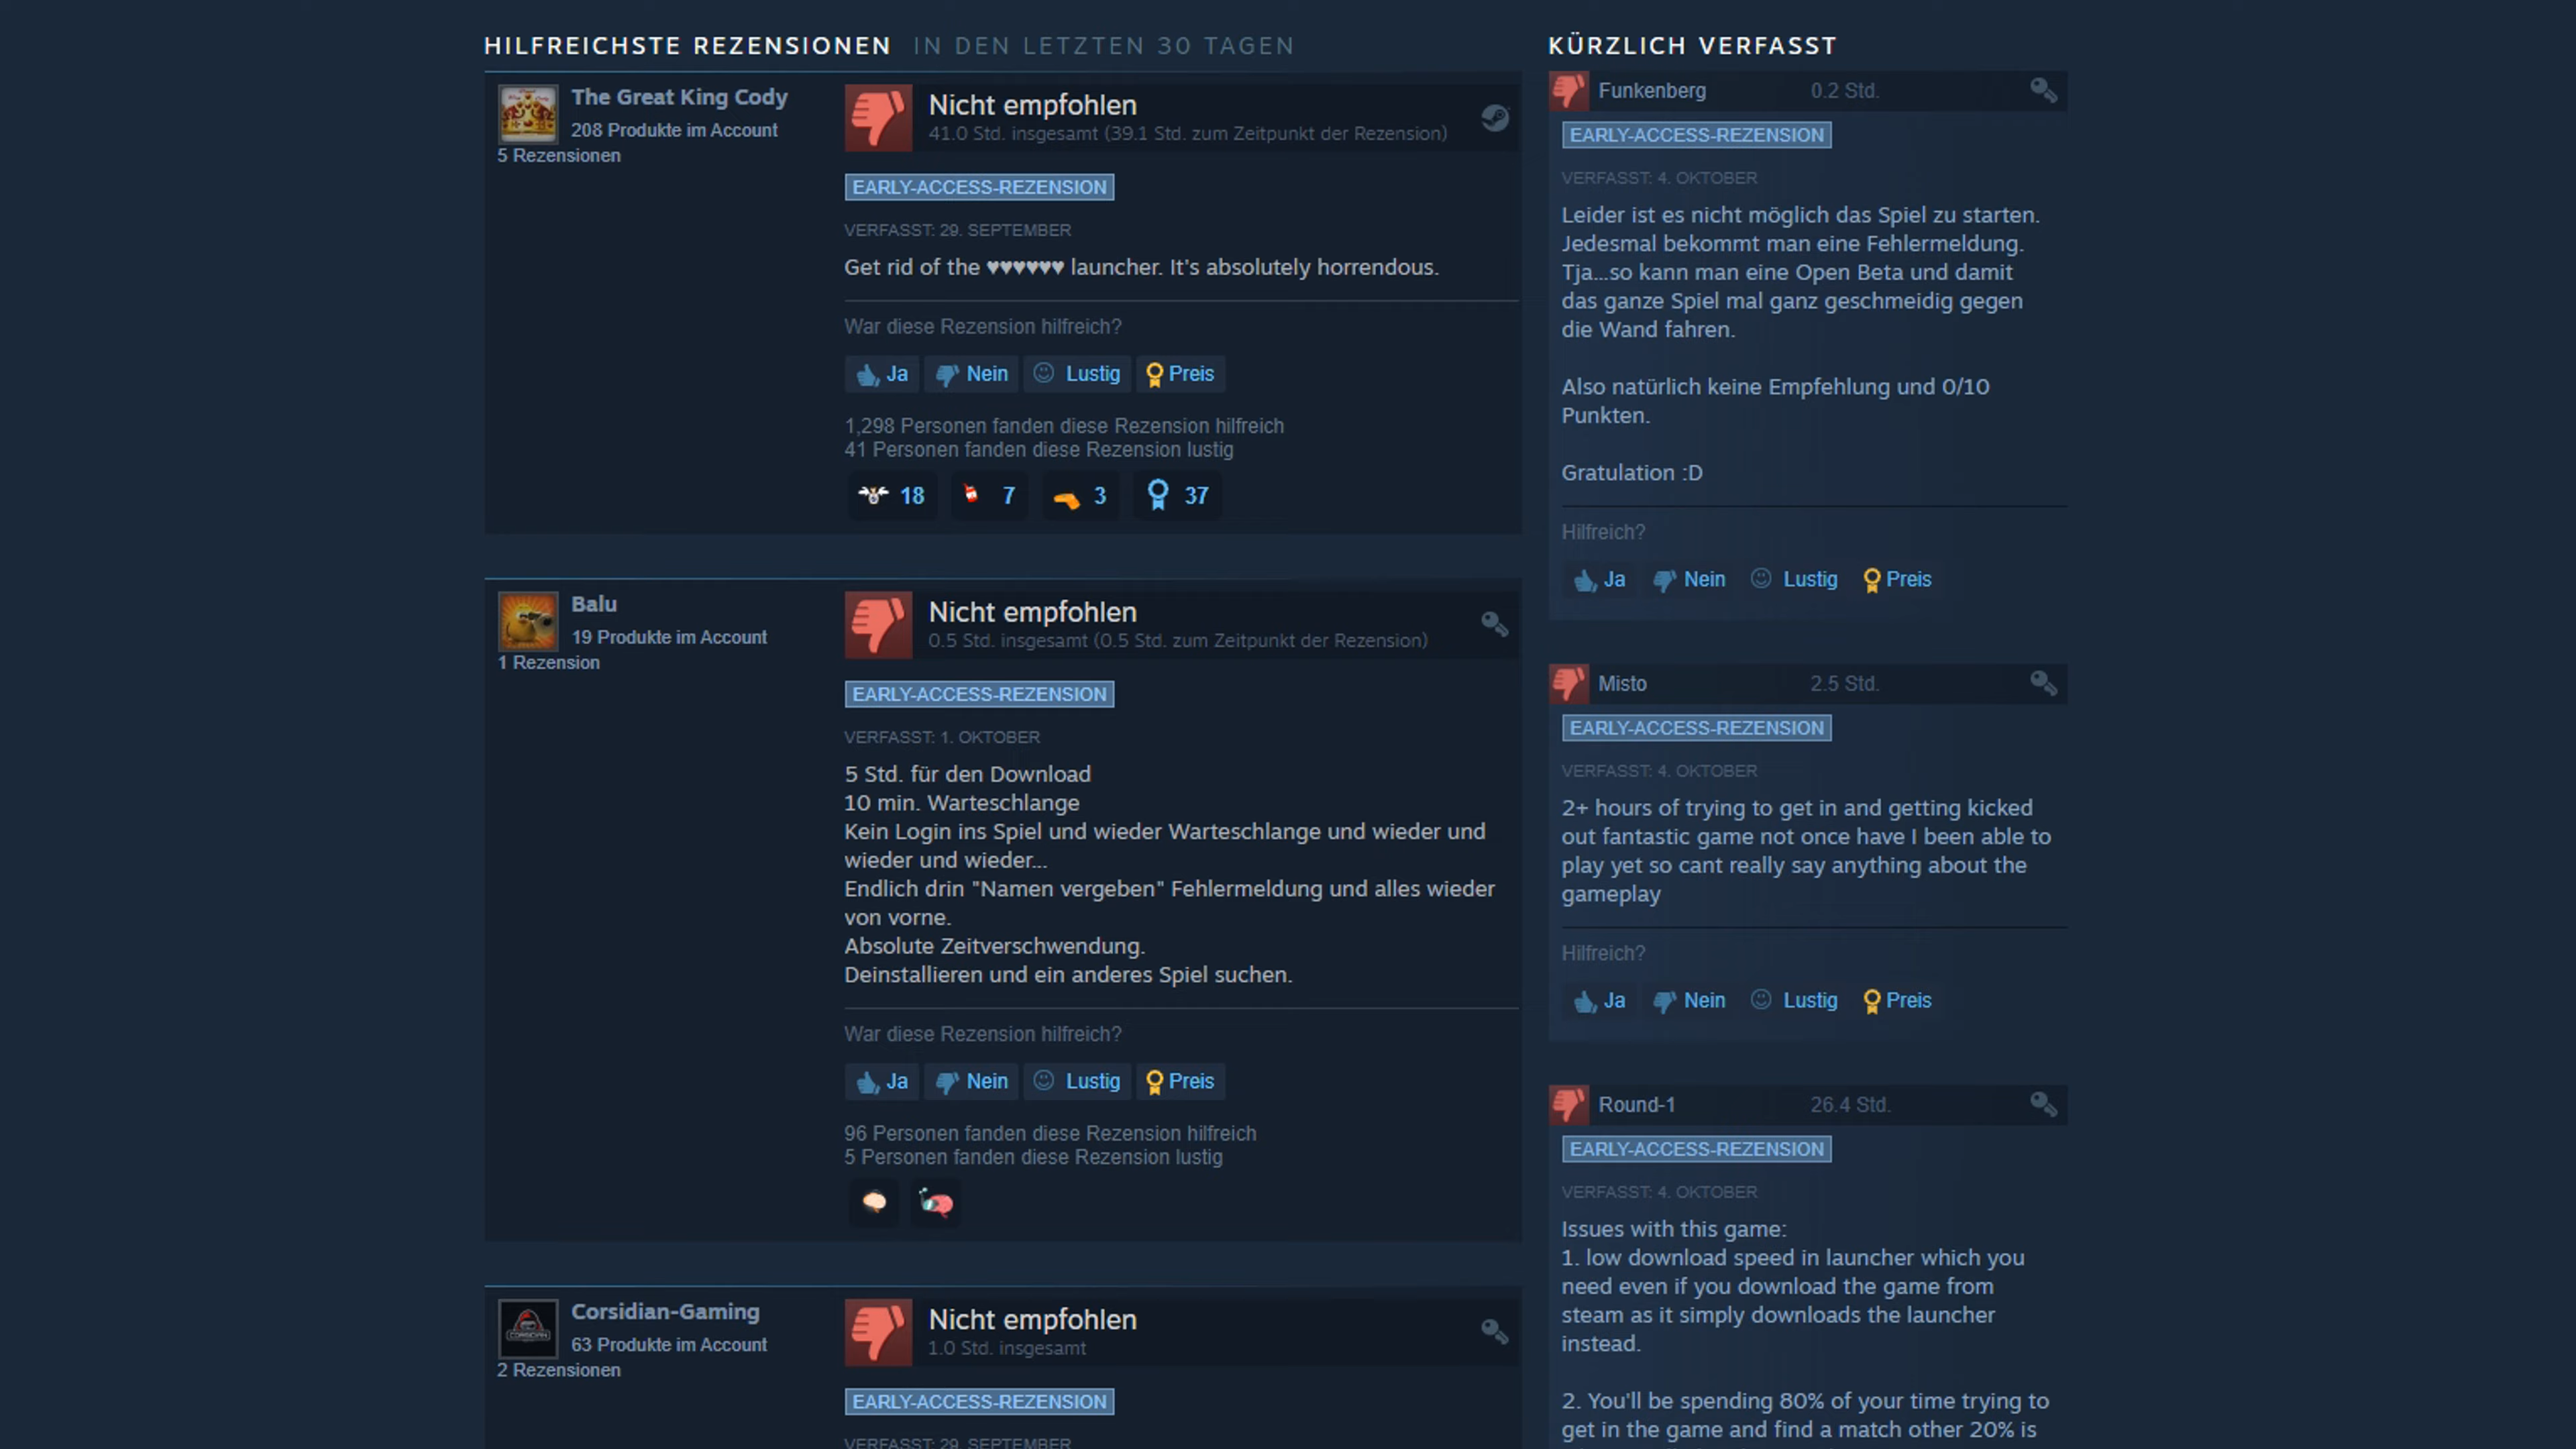 HILFREICHSTE REZENSIONEN IN DEN LETZTEN 30 TAGEN
The Great King Cody
208 Produkte im Account
5 Rezensionen
Nicht empfohlen
41.0 Std. insgesamt (39.1 Std. zum Zeitpunkt der Rezension)
EARLY-ACCESS-REZENSION
VERFASST: 29. SEPTEMBER
Get rid of the ♥♥♥♥♥♥ launcher. It's absolutely horrendous.
War diese Rezension hilfreich?
Ja Nein Lustig Preis
1,298 Personen fanden diese Rezension hilfreich
41 Personen fanden diese Rezension lustig
18 7 3 37
Balu
19 Produkte im Account
1 Rezension
Nicht empfohlen
0.5 Std. insgesamt (0.5 Std. zum Zeitpunkt der Rezension)
EARLY-ACCESS-REZENSION
VERFASST: 1. OKTOBER
5 Std. für den Download
10 min. Warteschlange
Kein Login ins Spiel und wieder Warteschlange und wieder und
wieder und wieder...
Endlich drin "Namen vergeben" Fehlermeldung und alles wieder
von vorne.
Absolute Zeitverschwendung.
Deinstallieren und ein anderes Spiel suchen.
War diese Rezension hilfreich?
Ja Nein Lustig Preis
96 Personen fanden diese Rezension hilfreich
5 Personen fanden diese Rezension lustig
Corsidian-Gaming
63 Produkte im Account
2 Rezensionen
Nicht empfohlen
1.0 Std. insgesamt
EARLY-ACCESS-REZENSION
VERFASST: 29. SEPTEMBER
KÜRZLICH VERFASST
Funkenberg 0.2 Std.
EARLY-ACCESS-REZENSION
VERFASST: 4. OKTOBER
Leider ist es nicht möglich das Spiel zu starten.
Jedesmal bekommt man eine Fehlermeldung.
Tja...so kann man eine Open Beta und damit
das ganze Spiel mal ganz geschmeidig gegen
die Wand fahren.
Also natürlich keine Empfehlung und 0/10
Punkten.
Gratulation :D
Hilfreich?
Ja Nein Lustig Preis
Misto 2.5 Std.
EARLY-ACCESS-REZENSION
VERFASST: 4. OKTOBER
2+ hours of trying to get in and getting kicked
out fantastic game not once have I been able to
play yet so cant really say anything about the
gameplay
Hilfreich?
Ja Nein Lustig Preis
Round-1 26.4 Std.
EARLY-ACCESS-REZENSION
VERFASST: 4. OKTOBER
Issues with this game:
1. low download speed in launcher which you
need even if you download the game from
steam as it simply downloads the launcher
instead.
2. You'll be spending 80% of your time trying to
get in the game and find a match other 20% is